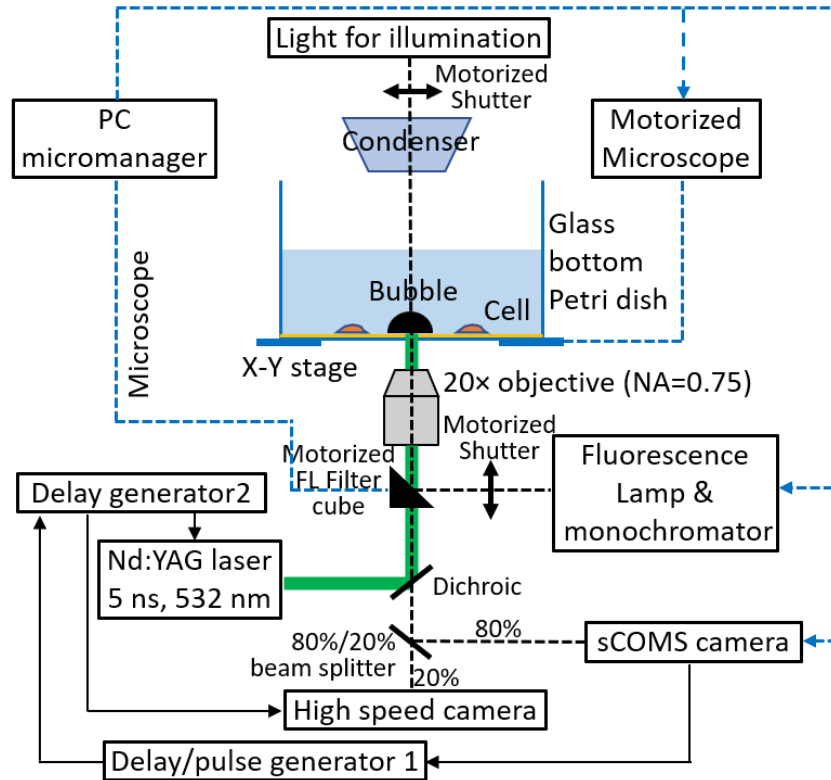 Light for illumination
Motorized
Shutter
PC
micromanager
Condenser
Motorized
Microscope
Glass
bottom
Petri dish
Bubble
Cell
Microscope
X-Y stage
20× objective (NA=0.75)
Motorized
Shutter
Motorized
FL Filter
cube
Fluorescence
Lamp &
monochromator
Delay generator2
Nd:YAG laser
5 ns, 532 nm
Dichroic
80%/20%
beam splitter
80%
20%
sCOMS camera
High speed camera
Delay/pulse generator 1